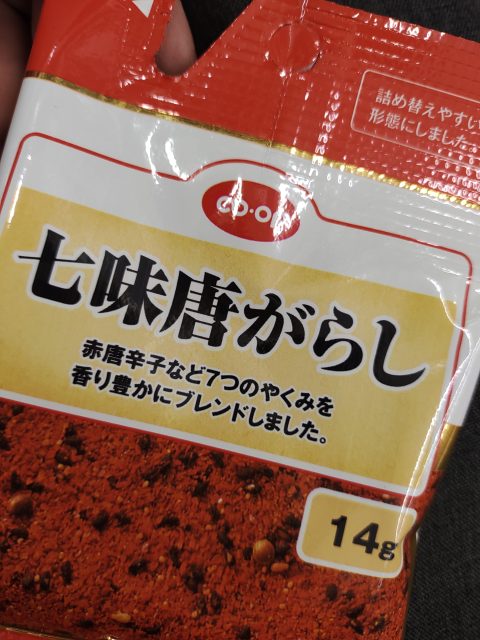 詰め替えやすい
形態にしました。
CO·OP
七味唐がらし
赤唐辛子など7つのやくみを
香り豊かにブレンドしました。
14g